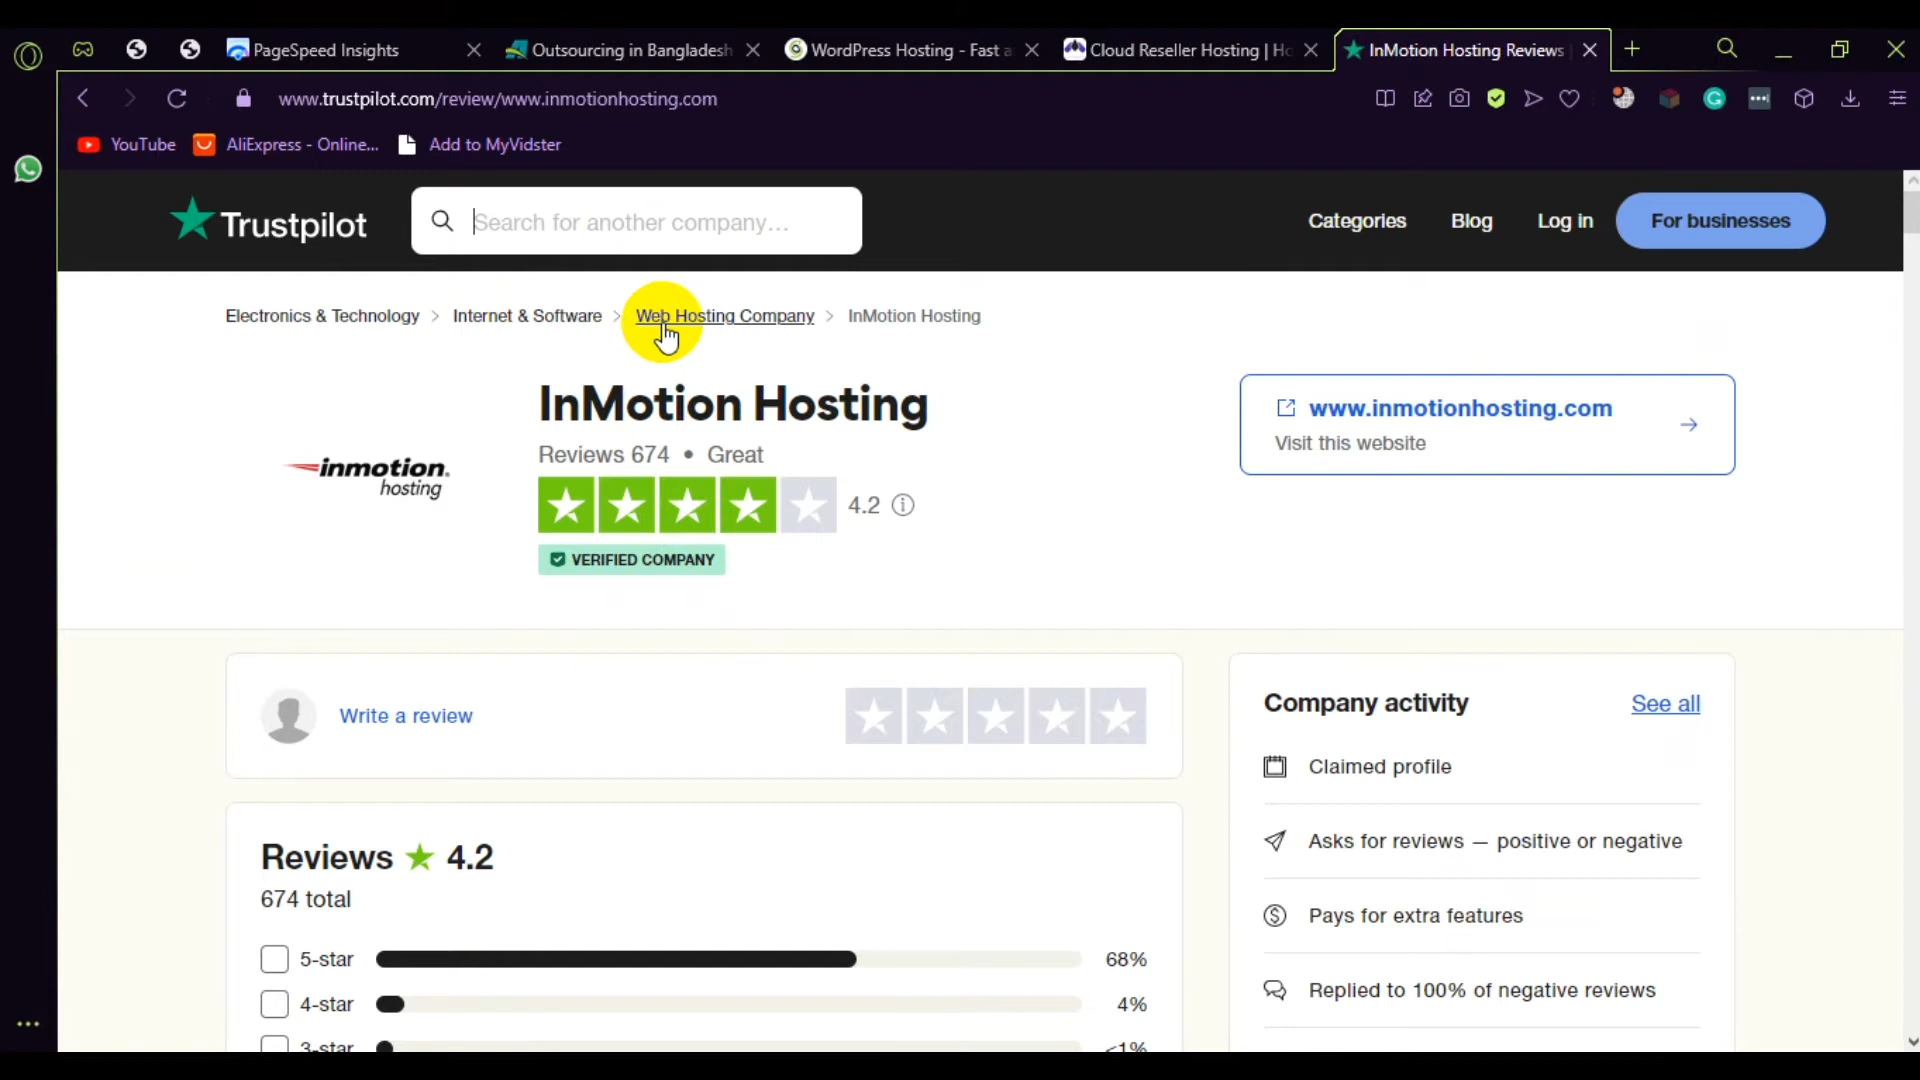 PageSpeed Insights
Outsourcing in Bangladesh
WordPress Hosting - Fast a
Cloud Reseller Hosting | Ho
InMotion Hosting Reviews
www.trustpilot.com/review/www.inmotionhosting.com
YouTube
AliExpress - Online...
Add to MyVidster
Trustpilot
Search for another company...
Categories
Blog
Log in
For businesses
Electronics & Technology > Internet & Software > Web Hosting Company > InMotion Hosting
InMotion Hosting
Reviews 674 • Great
4.2
VERIFIED COMPANY
inmotion
hosting
www.inmotionhosting.com
Visit this website
Write a review
Reviews ★ 4.2
674 total
5-star 68%
4-star 4%
3-star <1%
Company activity
See all
Claimed profile
Asks for reviews — positive or negative
Pays for extra features
Replied to 100% of negative reviews